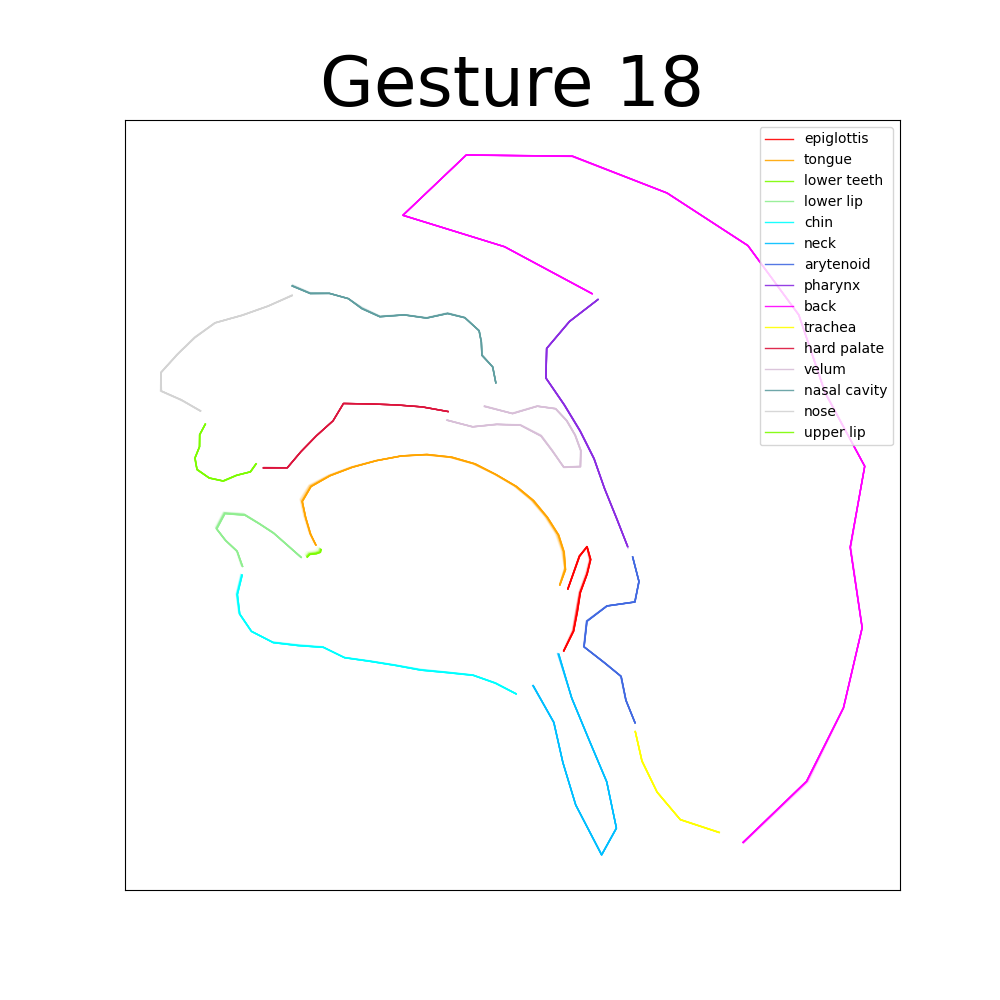 Gesture 18
epiglottis
tongue
lower teeth
lower lip
chin
neck
arytenoid
pharynx
back
trachea
hard palate
velum
nasal cavity
nose
upper lip